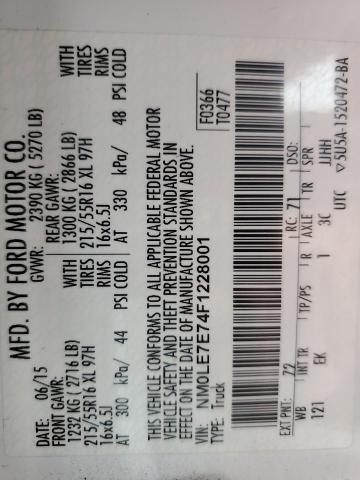 MFD. BY FORD MOTOR CO.
DATE: 06/15 GVWR: 2390 KG ( 5270 LB)
FRONT GAWR: REAR GAWR:
1232 KG ( 2716 LB) WITH 1300 KG ( 2866 LB) WITH
215/55R16 XL 97H TIRES 215/55R16 XL 97H TIRES
16x6.5J RIMS 16x6.5J RIMS
AT 300 kPa/ 44 PSI COLD AT 330 kPa/ 48 PSI COLD
THIS VEHICLE CONFORMS TO ALL APPLICABLE FEDERAL MOTOR
VEHICLE SAFETY AND THEFT PREVENTION STANDARDS IN
EFFECT ON THE DATE OF MANUFACTURE SHOWN ABOVE.
VIN: NM0LE7E74F1228001 F0366
TYPE: Truck T0477
EXT PNT: 7Z RC: 71 DSO:
WB INT TR TP/PS R AXLE TR SPR
121 EK 1 3C JJHH
UTC ▽5U5A-1520472-BA